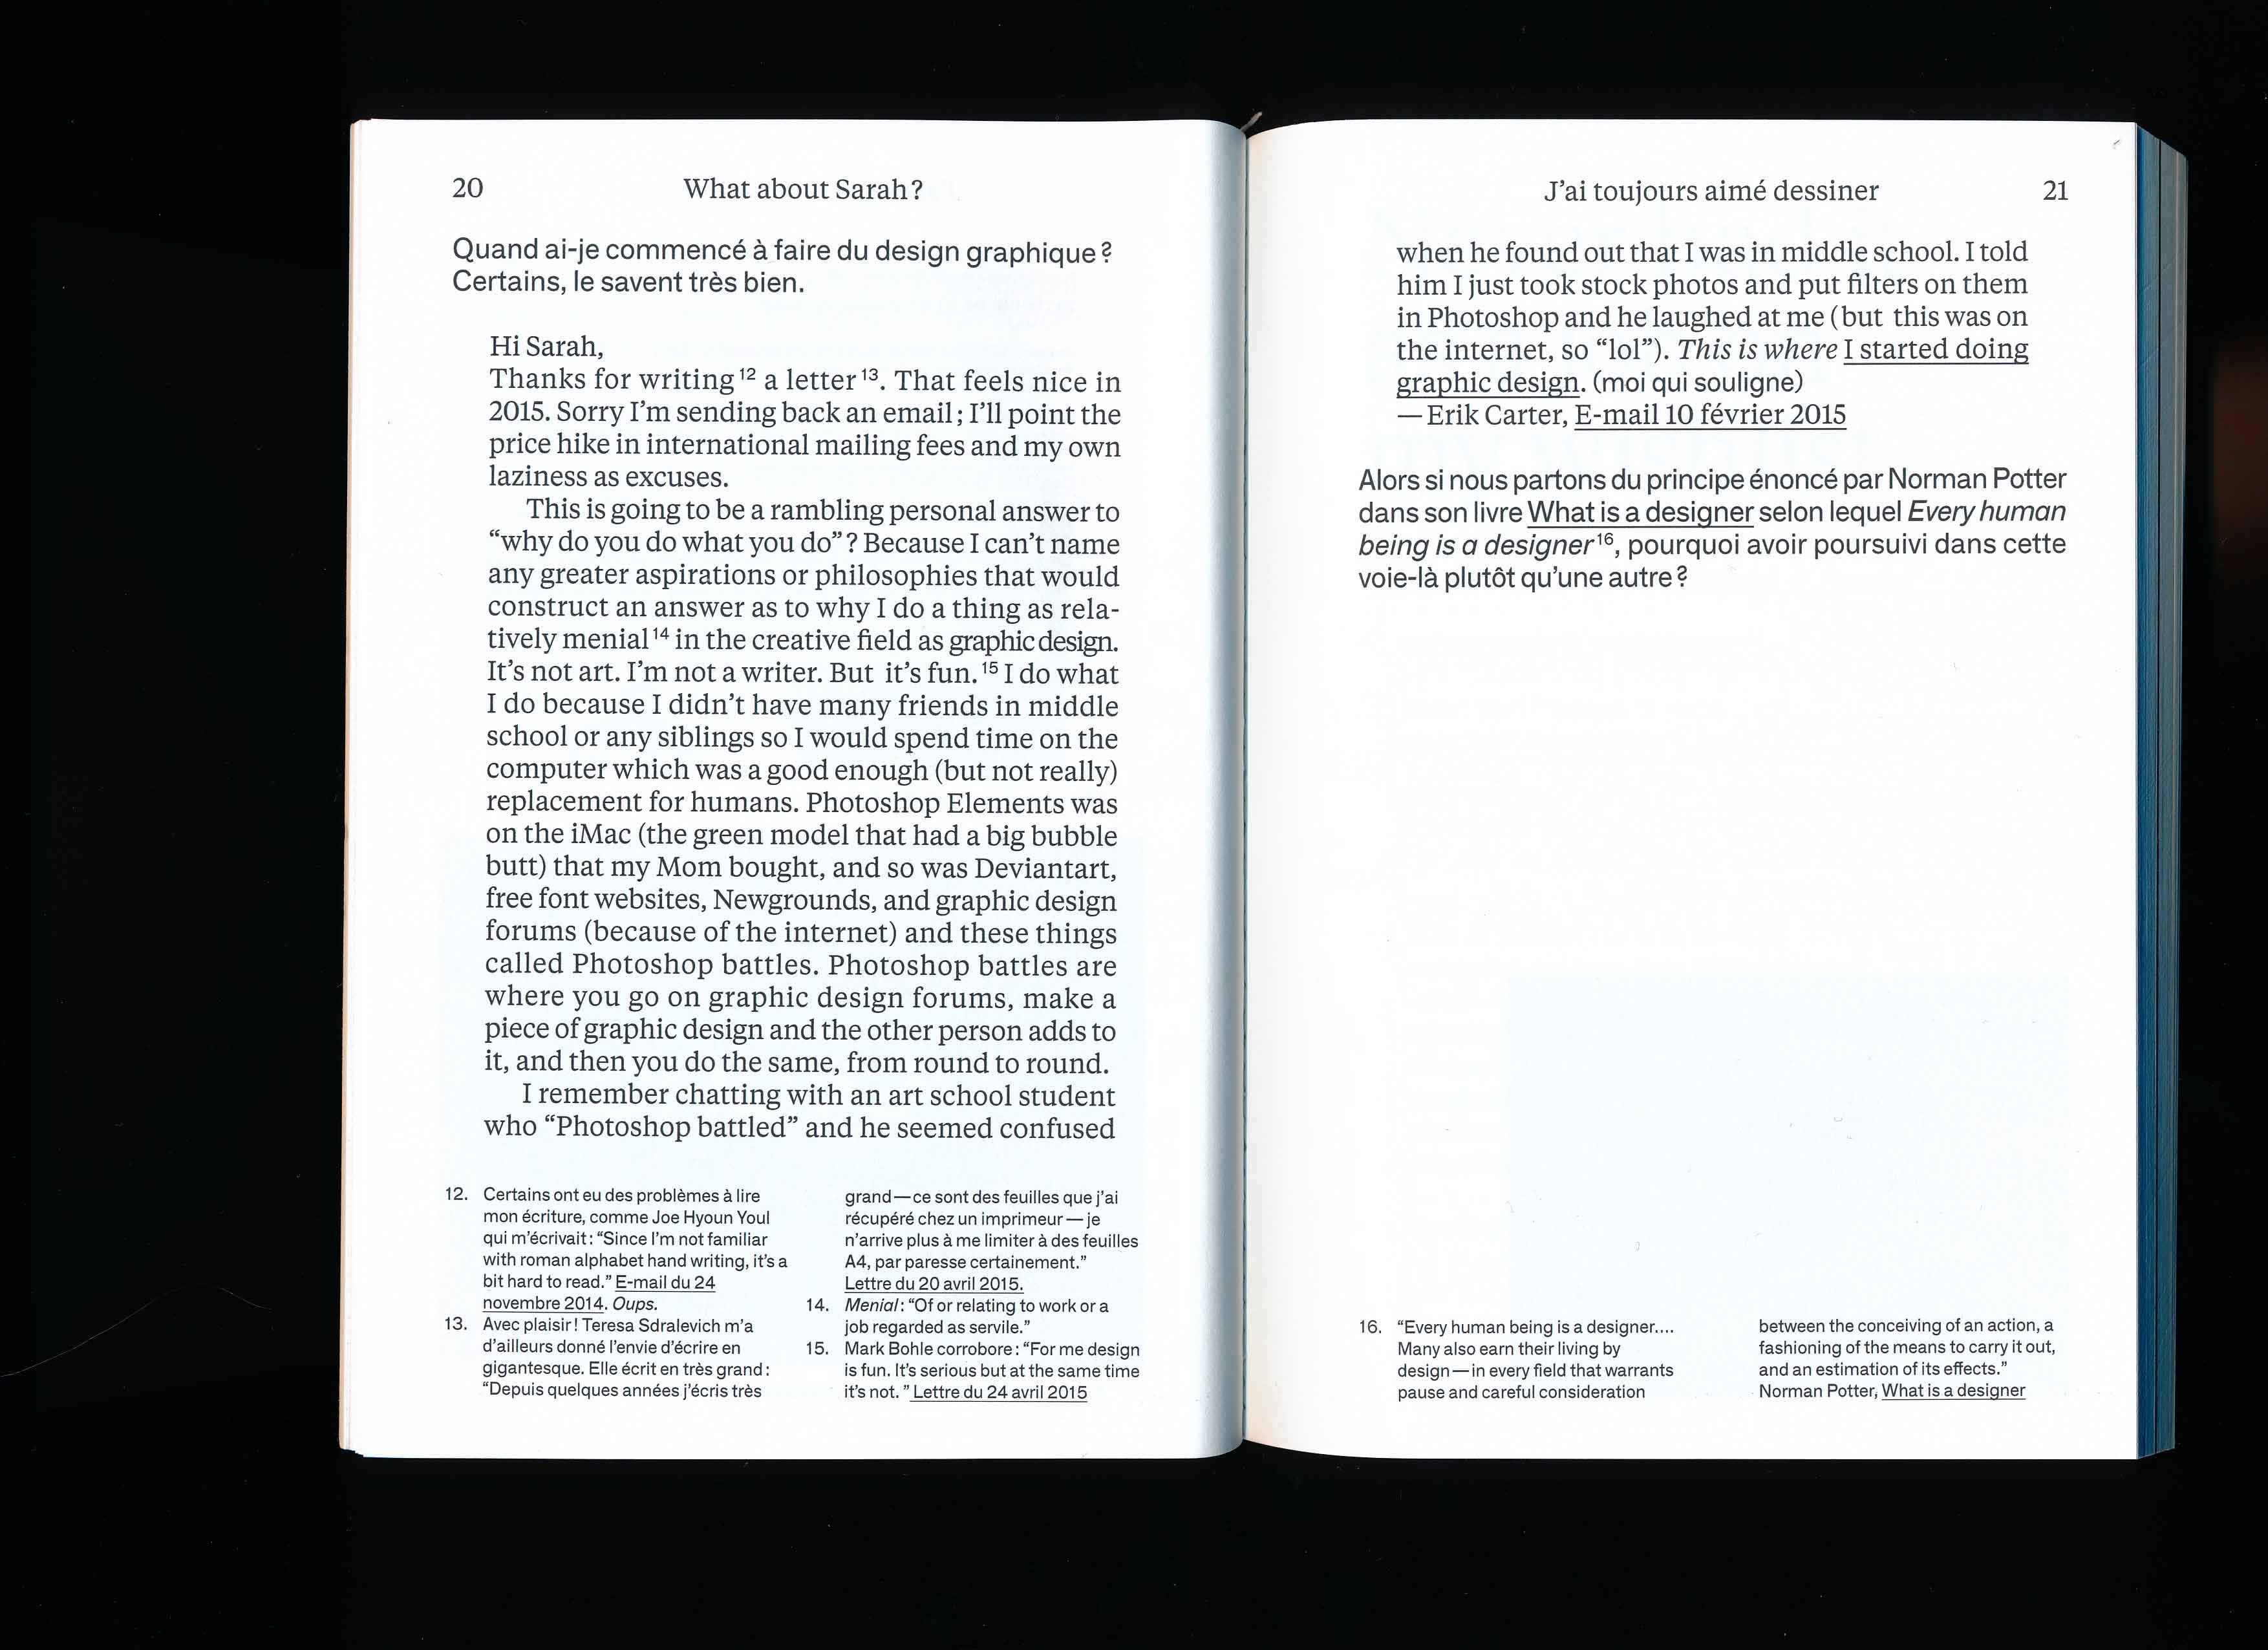 20
What about Sarah ?
Quand ai-je commencé à faire du design graphique ?
Certains, le savent très bien.
Hi Sarah,
Thanks for writing 12 a letter 13. That feels nice in
2015. Sorry I’m sending back an email ; I’ll point the
price hike in international mailing fees and my own
laziness as excuses.
This is going to be a rambling personal answer to
“why do you do what you do” ? Because I can’t name
any greater aspirations or philosophies that would
construct an answer as to why I do a thing as rela-
tively menial 14 in the creative field as graphic design.
It’s not art. I’m not a writer. But it’s fun. 15 I do what
I do because I didn’t have many friends in middle
school or any siblings so I would spend time on the
computer which was a good enough (but not really)
replacement for humans. Photoshop Elements was
on the iMac (the green model that had a big bubble
butt) that my Mom bought, and so was Deviantart,
free font websites, Newgrounds, and graphic design
forums (because of the internet) and these things
called Photoshop battles. Photoshop battles are
where you go on graphic design forums, make a
piece of graphic design and the other person adds to
it, and then you do the same, from round to round.
I remember chatting with an art school student
who “Photoshop battled” and he seemed confused
12. Certains ont eu des problèmes à lire
mon écriture, comme Joe Hyoun Youl
qui m’écrivait : “Since I’m not familiar
with roman alphabet hand writing, it’s a
bit hard to read.” E-mail du 24
novembre 2014. Oups.
13. Avec plaisir ! Teresa Sdralevich m’a
d’ailleurs donné l’envie d’écrire en
gigantesque. Elle écrit en très grand :
“Depuis quelques années j’écris très
grand — ce sont des feuilles que j’ai
récupéré chez un imprimeur — je
n’arrive plus à me limiter à des feuilles
A4, par paresse certainement.”
Lettre du 20 avril 2015.
14. Menial : “Of or relating to work or a
job regarded as servile.”
15. Mark Bohle corrobore : “For me design
is fun. It’s serious but at the same time
it’s not. ” Lettre du 24 avril 2015
J’ai toujours aimé dessiner
21
when he found out that I was in middle school. I told
him I just took stock photos and put filters on them
in Photoshop and he laughed at me (but this was on
the internet, so “lol”). This is where I started doing
graphic design. (moi qui souligne)
— Erik Carter, E-mail 10 février 2015
Alors si nous partons du principe énoncé par Norman Potter
dans son livre What is a designer selon lequel Every human
being is a designer 16, pourquoi avoir poursuivi dans cette
voie-là plutôt qu’une autre ?
16. “Every human being is a designer....
Many also earn their living by
design — in every field that warrants
pause and careful consideration
between the conceiving of an action, a
fashioning of the means to carry it out,
and an estimation of its effects.”
Norman Potter, What is a designer